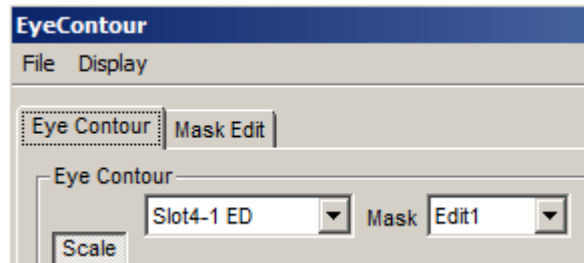 EyeContour
File Display
Eye Contour Mask Edit
Eye Contour
Slot4-1 ED Mask Edit1
Scale